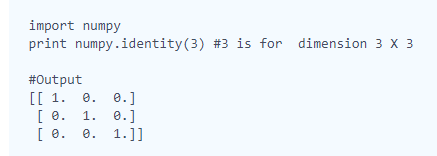 import numpy
print numpy.identity(3) #3 is for  dimension 3 X 3
#Output
[[ 1.  0.  0.]
 [ 0.  1.  0.]
 [ 0.  0.  1.]]